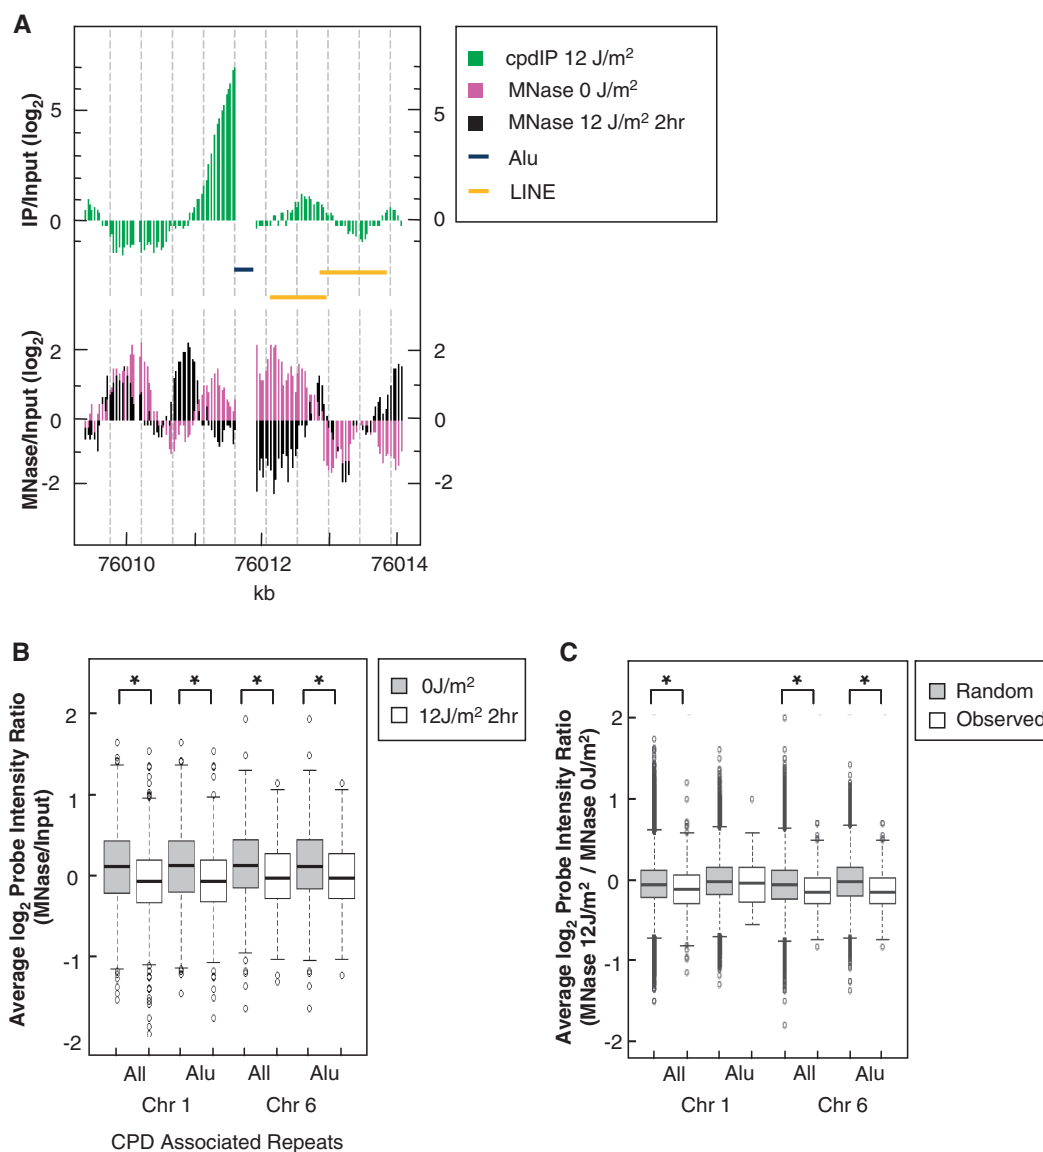 A
IP/Input (log2)
5
0
5
0
cpdIP 12 J/m2
MNase 0 J/m2
MNase 12 J/m2 2hr
Alu
LINE
MNase/Input (log2)
2
0
-2
2
0
-2
76010
76012
76014
kb
B
Average log2 Probe Intensity Ratio
(MNase/Input)
2
1
0
-1
-2
* * * *
0J/m2
12J/m2 2hr
All Alu All Alu
Chr 1 Chr 6
CPD Associated Repeats
C
Average log2 Probe Intensity Ratio
(MNase 12J/m2 / MNase 0J/m2)
2
1
0
-1
-2
* * *
Random
Observed
All Alu All Alu
Chr 1 Chr 6